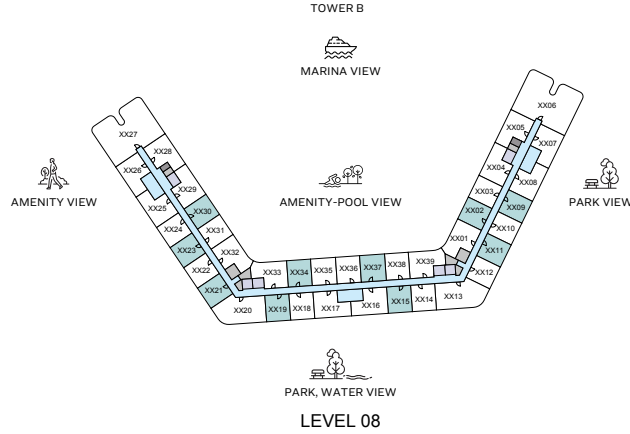 TOWER B
MARINA VIEW
XX27
XX28
XX26
XX29
XX25
XX30
XX24
XX31
XX23
XX32
XX22
XX21
XX20
XX33
XX34
XX35
XX36
XX37
XX38
XX39
XX19
XX18
XX17
XX16
XX15
XX14
XX13
XX06
XX05
XX07
XX04
XX08
XX03
XX09
XX02
XX10
XX01
XX11
XX12
AMENITY VIEW
AMENITY-POOL VIEW
PARK VIEW
PARK, WATER VIEW
LEVEL 08